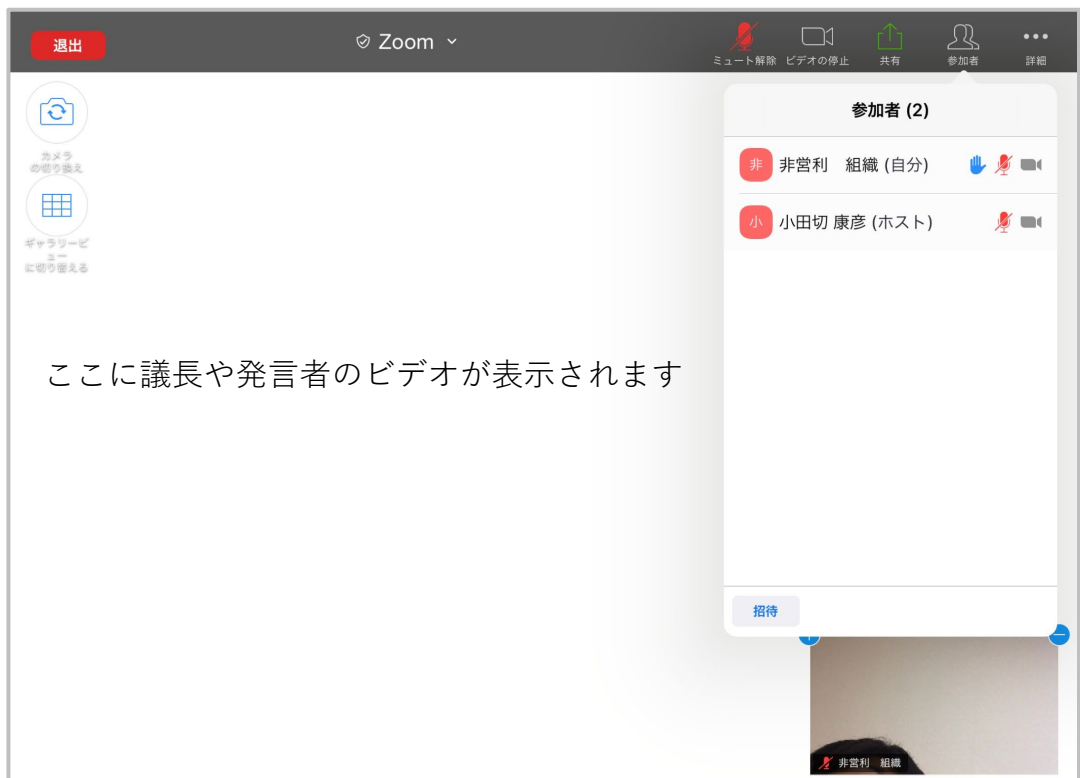 退出
Zoom
ミュート解除 ビデオの停止 共有 参加者 詳細
カメラ
の切り換え
ギャラリービ
ュー
に切り替える
参加者 (2)
非 非営利　組織 (自分)
小 小田切 康彦 (ホスト)
ここに議長や発言者のビデオが表示されます
招待
非営利　組織